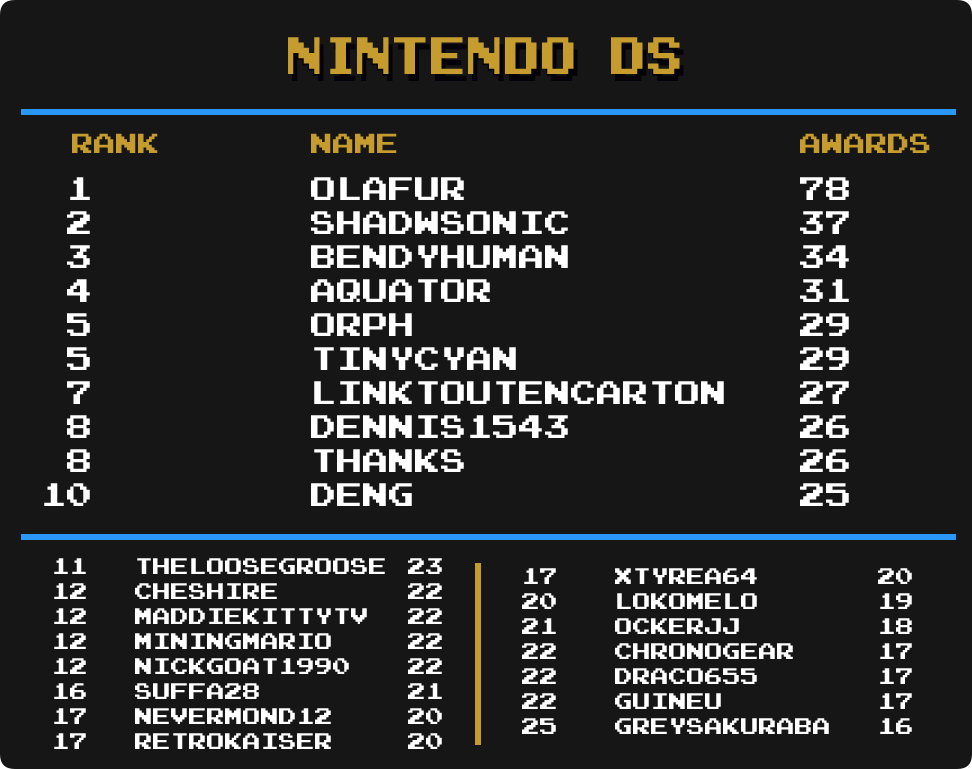 NINTENDO DS
RANK NAME AWARDS
1 OLAFUR 78
2 SHADWSONIC 37
3 BENDYHUMAN 34
4 AQUATOR 31
5 ORPH 29
5 TINYCYAN 29
7 LINKTOUTENCARTON 27
8 DENNIS1543 26
8 THANKS 26
10 DENG 25
11 THELOOSEGROOSE 23
12 CHESHIRE 22
12 MADDIEKITTYTV 22
12 MININGMARIO 22
12 NICKGOAT1990 22
16 SUFFA28 21
17 NEVERMOND12 20
17 RETROKAISER 20
17 XTYREA64 20
20 LOKOMELO 19
21 OCKERJJ 18
22 CHRONOGEAR 17
22 DRACO655 17
22 GUINEU 17
25 GREYSAKURABA 16